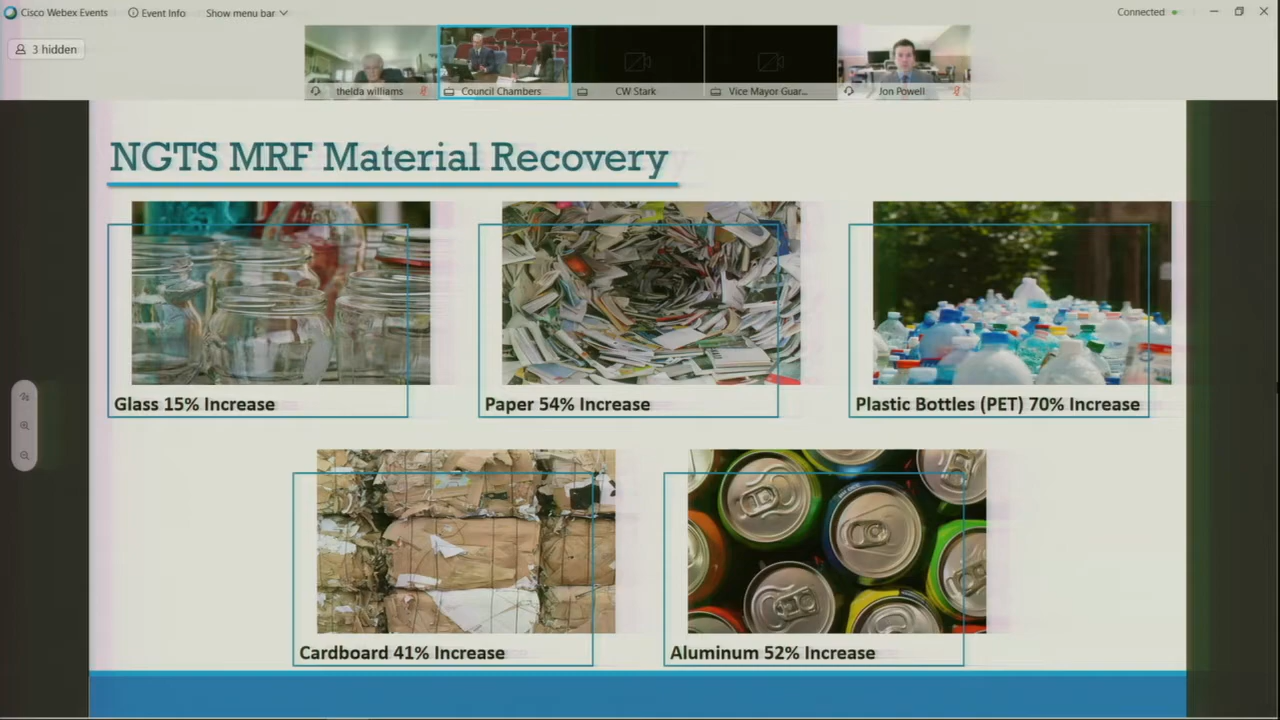 Cisco Webex Events
Event Info
Show menu bar
Connected
3 hidden
thelda williams
Council Chambers
CW Stark
Vice Mayor Guar...
Jon Powell
NGTS MRF Material Recovery
Glass 15% Increase
Paper 54% Increase
Plastic Bottles (PET) 70% Increase
Cardboard 41% Increase
Aluminum 52% Increase